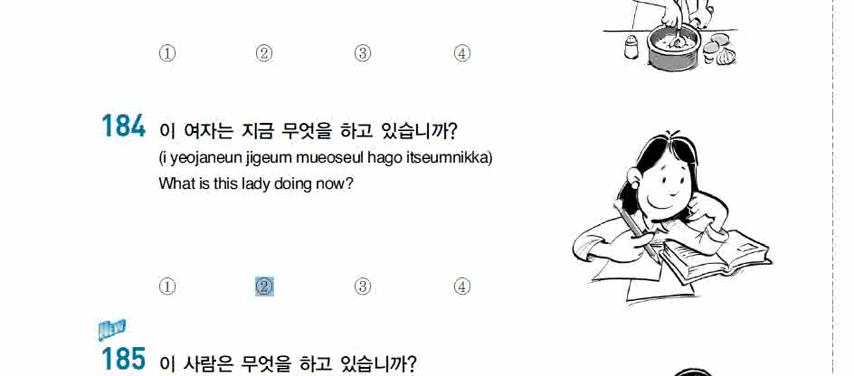 ① ② ③ ④
184 이 여자는 지금 무엇을 하고 있습니까?
(i yeojaneun jigeum mueoseul hago itseumnikka)
What is this lady doing now?
① ② ③ ④
New
185 이 사람은 무엇을 하고 있습니까?